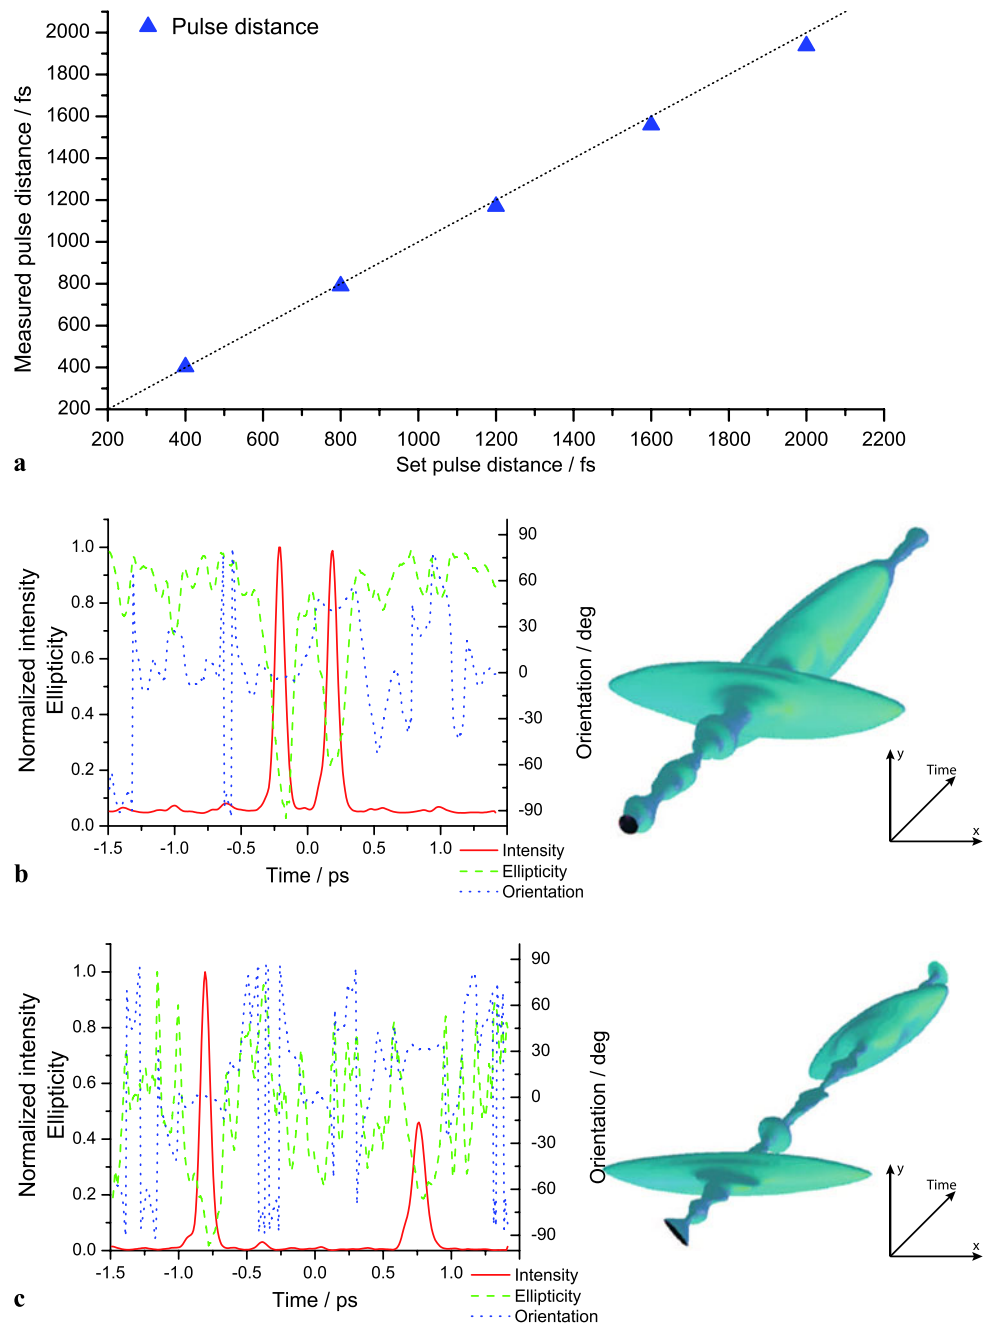 Pulse distance
Measured pulse distance / fs
2000
1800
1600
1400
1200
1000
800
600
400
200
200 400 600 800 1000 1200 1400 1600 1800 2000 2200
Set pulse distance / fs
a
Normalized intensity
Ellipticity
1.0
0.8
0.6
0.4
0.2
0.0
90
60
30
0
-30
-60
-90
Orientation / deg
-1.5 -1.0 -0.5 0.0 0.5 1.0
Time / ps
Intensity
Ellipticity
Orientation
y
Time
x
b
Normalized intensity
Ellipticity
1.0
0.8
0.6
0.4
0.2
0.0
90
60
30
0
-30
-60
-90
Orientation / deg
-1.5 -1.0 -0.5 0.0 0.5 1.0
Time / ps
Intensity
Ellipticity
Orientation
y
Time
x
c